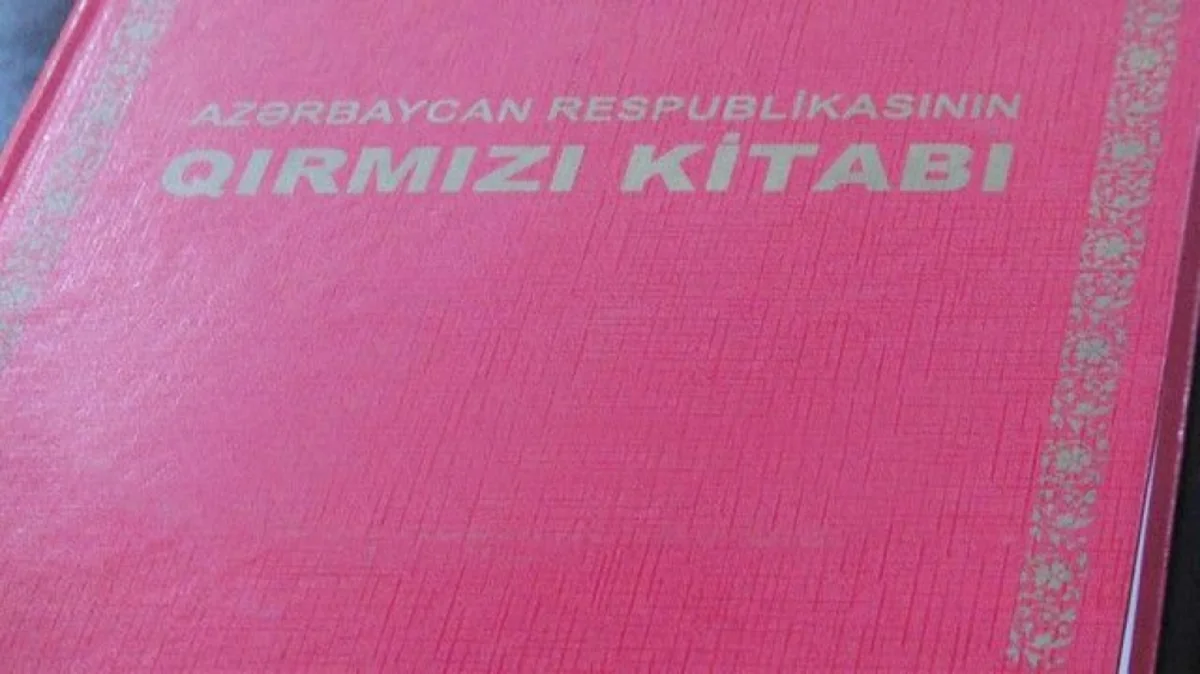 AZƏRBAYCAN RESPUBLİKASININ
QIRMIZI KİTABI